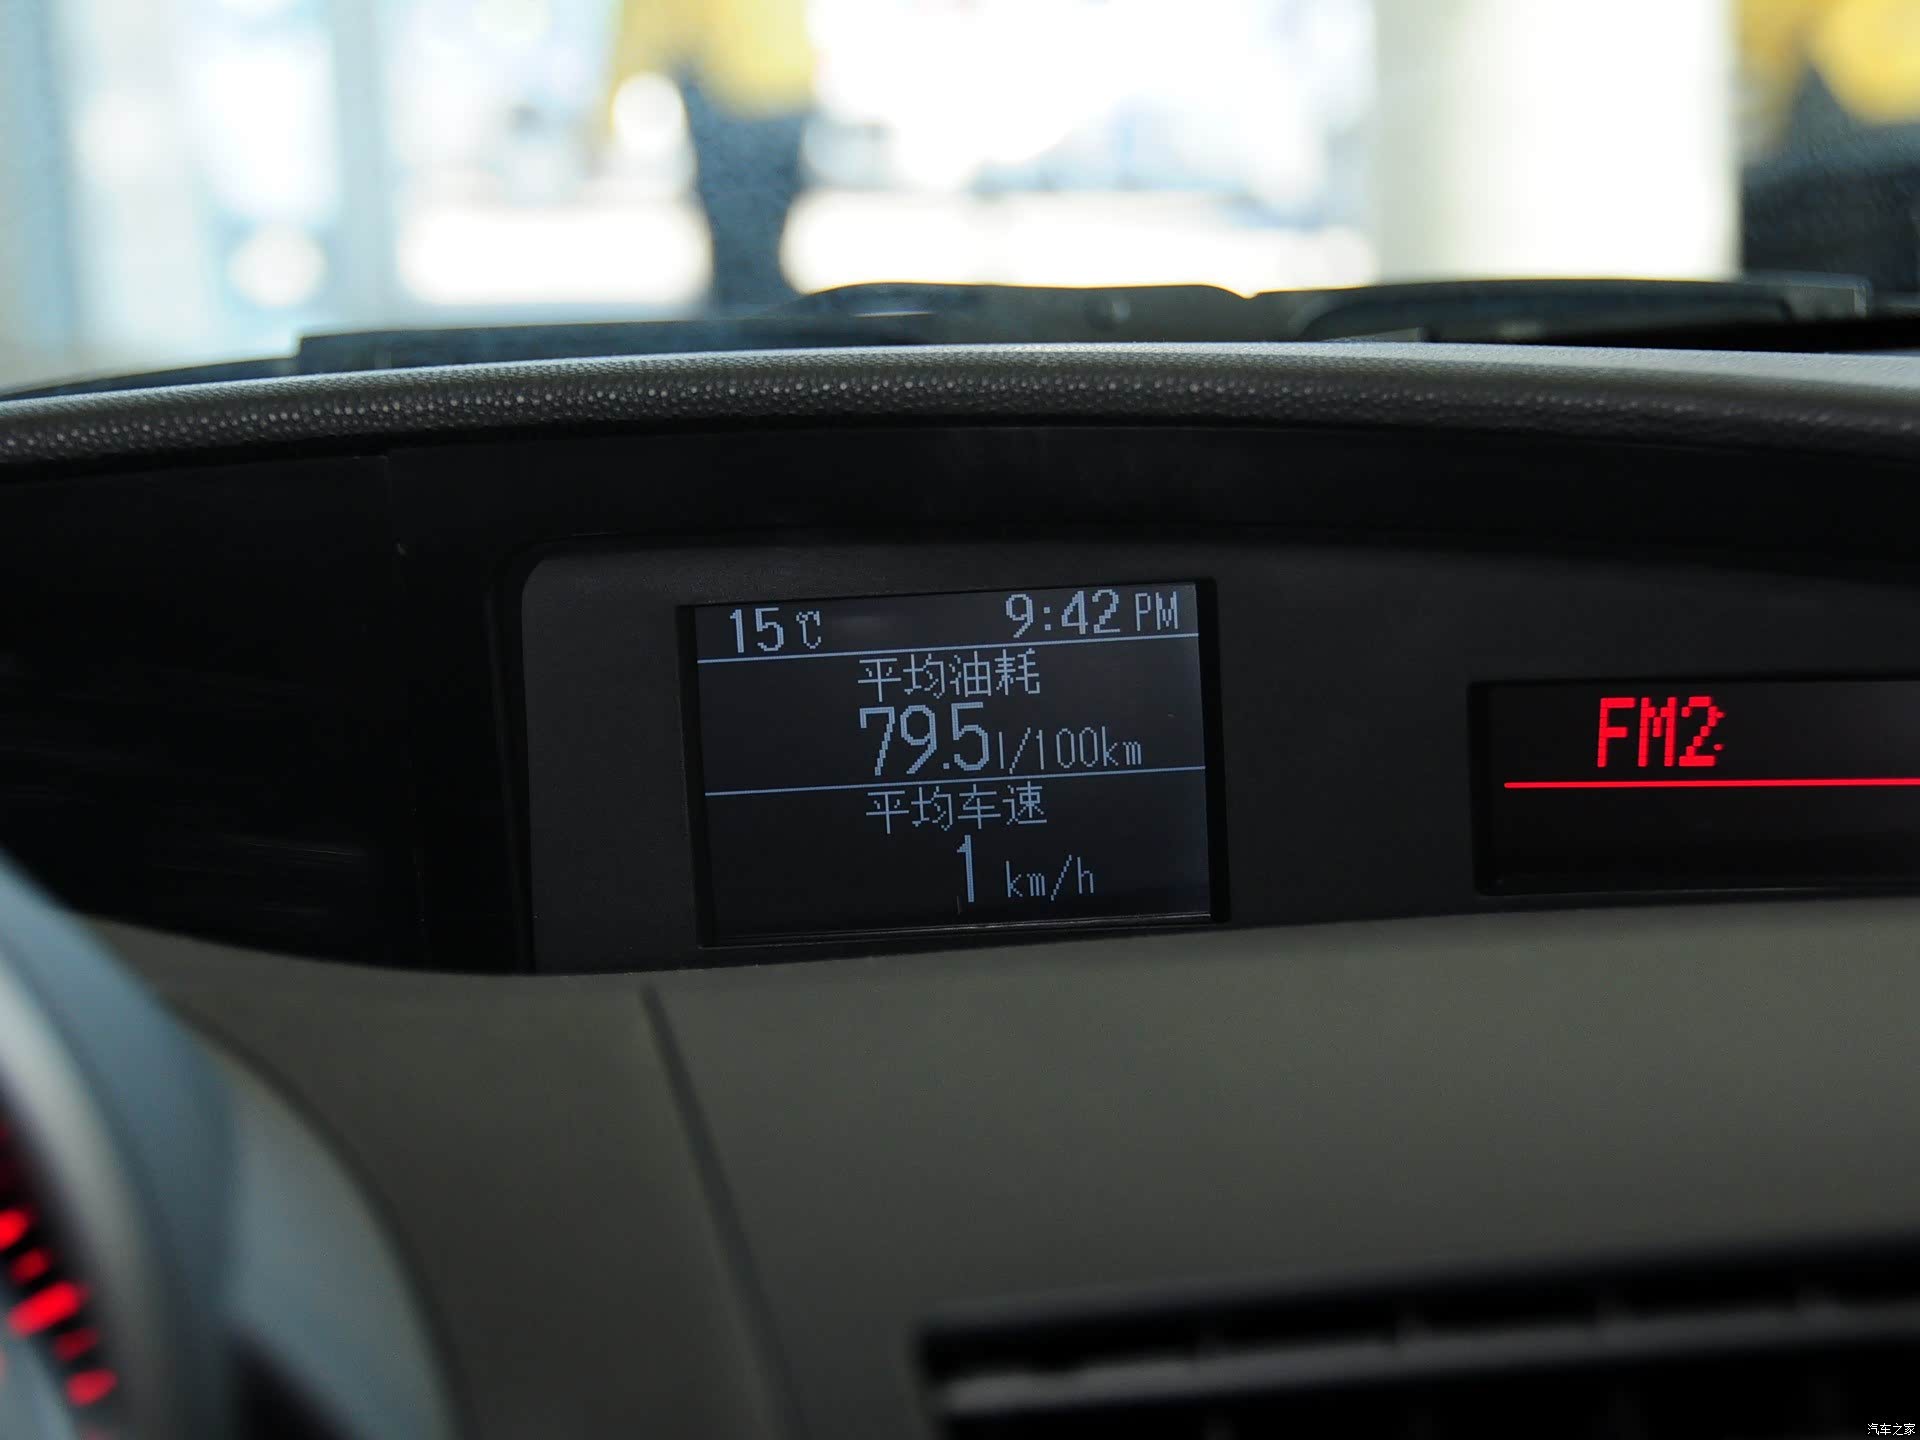 15℃ 9:42 PM
平均油耗
79.5 l/100km
平均车速
1 km/h
FM2
汽车之家